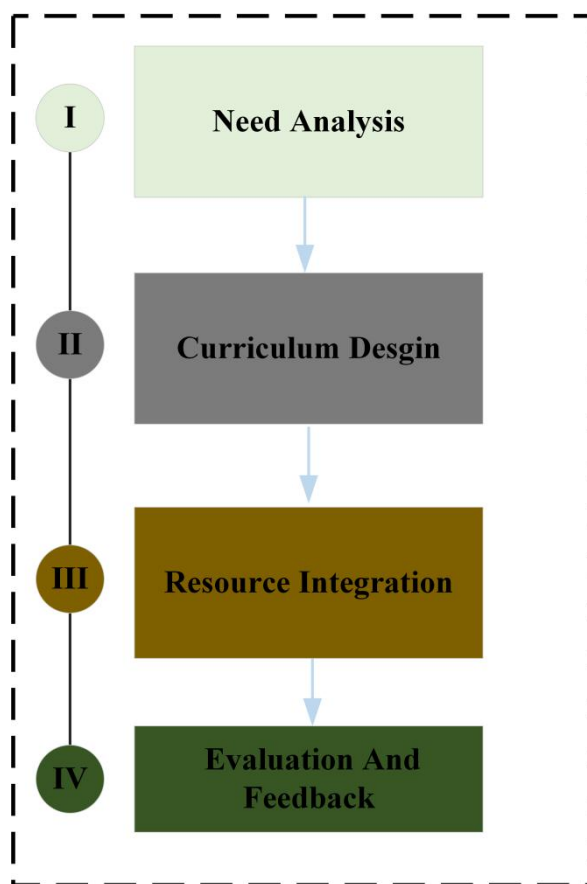 I
Need Analysis
II
Curriculum Desgin
III
Resource Integration
IV
Evaluation And
Feedback